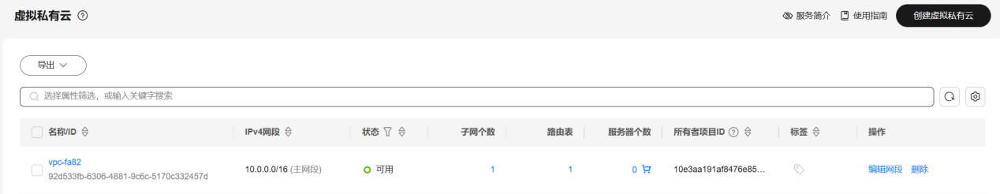 虚拟私有云
服务简介 使用指南 创建虚拟私有云
导出
选择属性筛选，或输入关键字搜索
名称/ID IPv4网段 状态 子网个数 路由表 服务器个数 所有者项目ID 标签 操作
vpc-fa82
92d533fb-6306-4881-9c6c-5170c332457d
10.0.0.0/16 (主网段) 可用 1 1 0 10e3aa191af8476e85... 编辑网段 删除